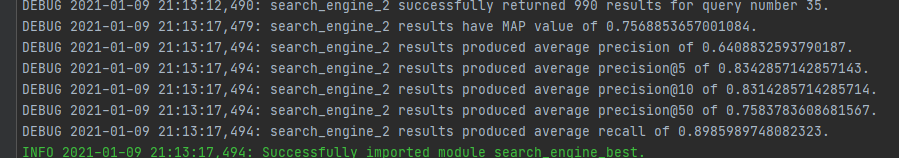 DEBUG 2021-01-09 21:13:12,490: search_engine_2 successfully returned 990 results for query number 35.
DEBUG 2021-01-09 21:13:17,479: search_engine_2 results have MAP value of 0.7568853657001084.
DEBUG 2021-01-09 21:13:17,494: search_engine_2 results produced average precision of 0.6408832593790187.
DEBUG 2021-01-09 21:13:17,494: search_engine_2 results produced average precision@5 of 0.8342857142857143.
DEBUG 2021-01-09 21:13:17,494: search_engine_2 results produced average precision@10 of 0.8314285714285714.
DEBUG 2021-01-09 21:13:17,494: search_engine_2 results produced average precision@50 of 0.7583783608681567.
DEBUG 2021-01-09 21:13:17,494: search_engine_2 results produced average recall of 0.8985989748082323.
INFO 2021-01-09 21:13:17,494: Successfully imported module search_engine_best.